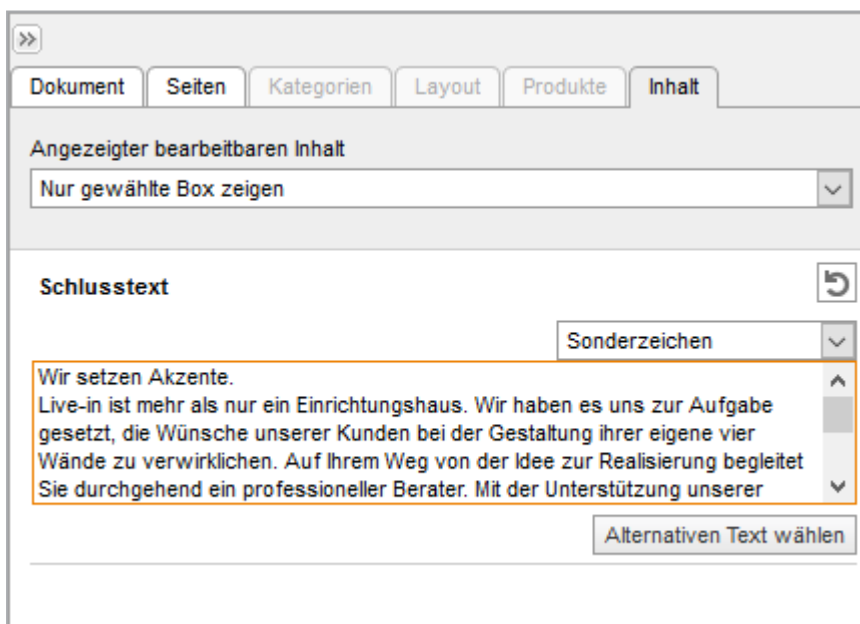 Dokument Seiten Kategorien Layout Produkte Inhalt
Angezeigter bearbeitbaren Inhalt
Nur gewählte Box zeigen
Schlusstext
Sonderzeichen
Wir setzen Akzente.
Live-in ist mehr als nur ein Einrichtungshaus. Wir haben es uns zur Aufgabe
gesetzt, die Wünsche unserer Kunden bei der Gestaltung ihrer eigene vier
Wände zu verwirklichen. Auf Ihrem Weg von der Idee zur Realisierung begleitet
Sie durchgehend ein professioneller Berater. Mit der Unterstützung unserer
Alternativen Text wählen